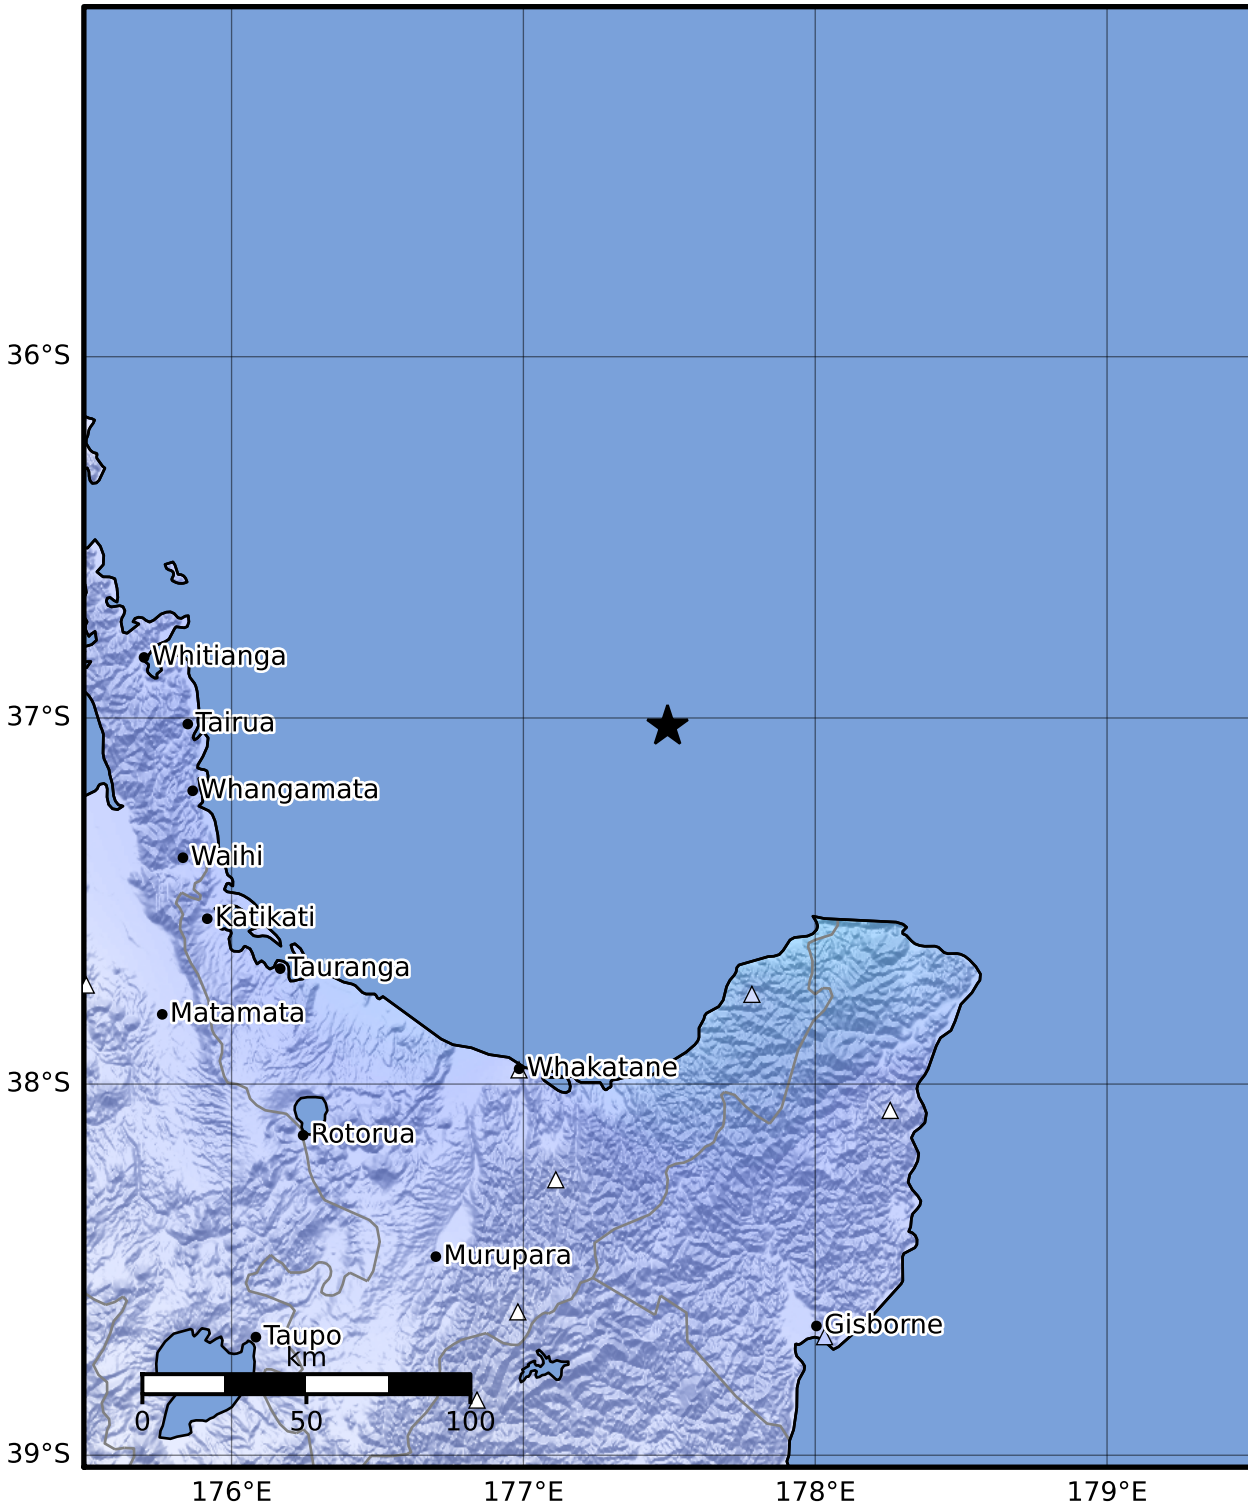 36°S
Whitianga
37°S
Tairua
Whangamata
Waihi
Katikati
Tauranga
Matamata
Whakatane
38°S
Rotorua
Murupara
Gisborne
Taupo
km
0 50 100
39°S
176°E 177°E 178°E 179°E